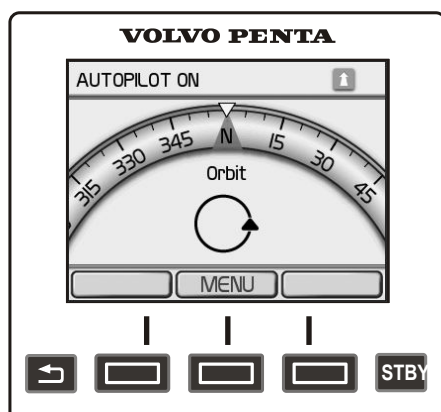 VOLVO PENTA
AUTOPILOT ON
315 330 345 N 15 30 45
Orbit
MENU
STBY